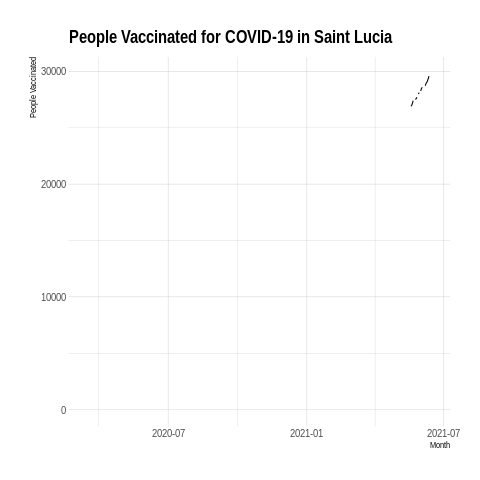 People Vaccinated for COVID-19 in Saint Lucia
People Vaccinated
30000
20000
10000
0
2020-07
2021-01
2021-07
Month